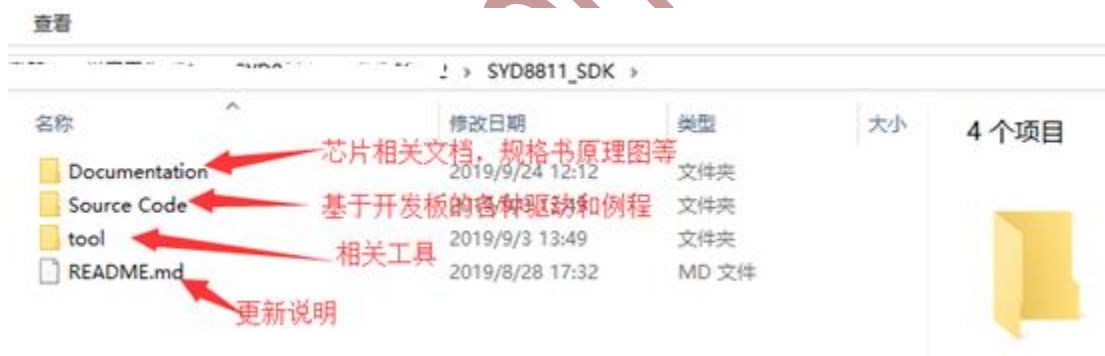 查看
› SYD8811_SDK ›
名称 修改日期 类型 大小
4 个项目
芯片相关文档，规格书原理图等
Documentation 2019/9/24 12:12 文件夹
基于开发板的各种驱动和例程
Source Code 文件夹
tool 2019/9/3 13:49 文件夹
相关工具
README.md 2019/8/28 17:32 MD 文件
更新说明